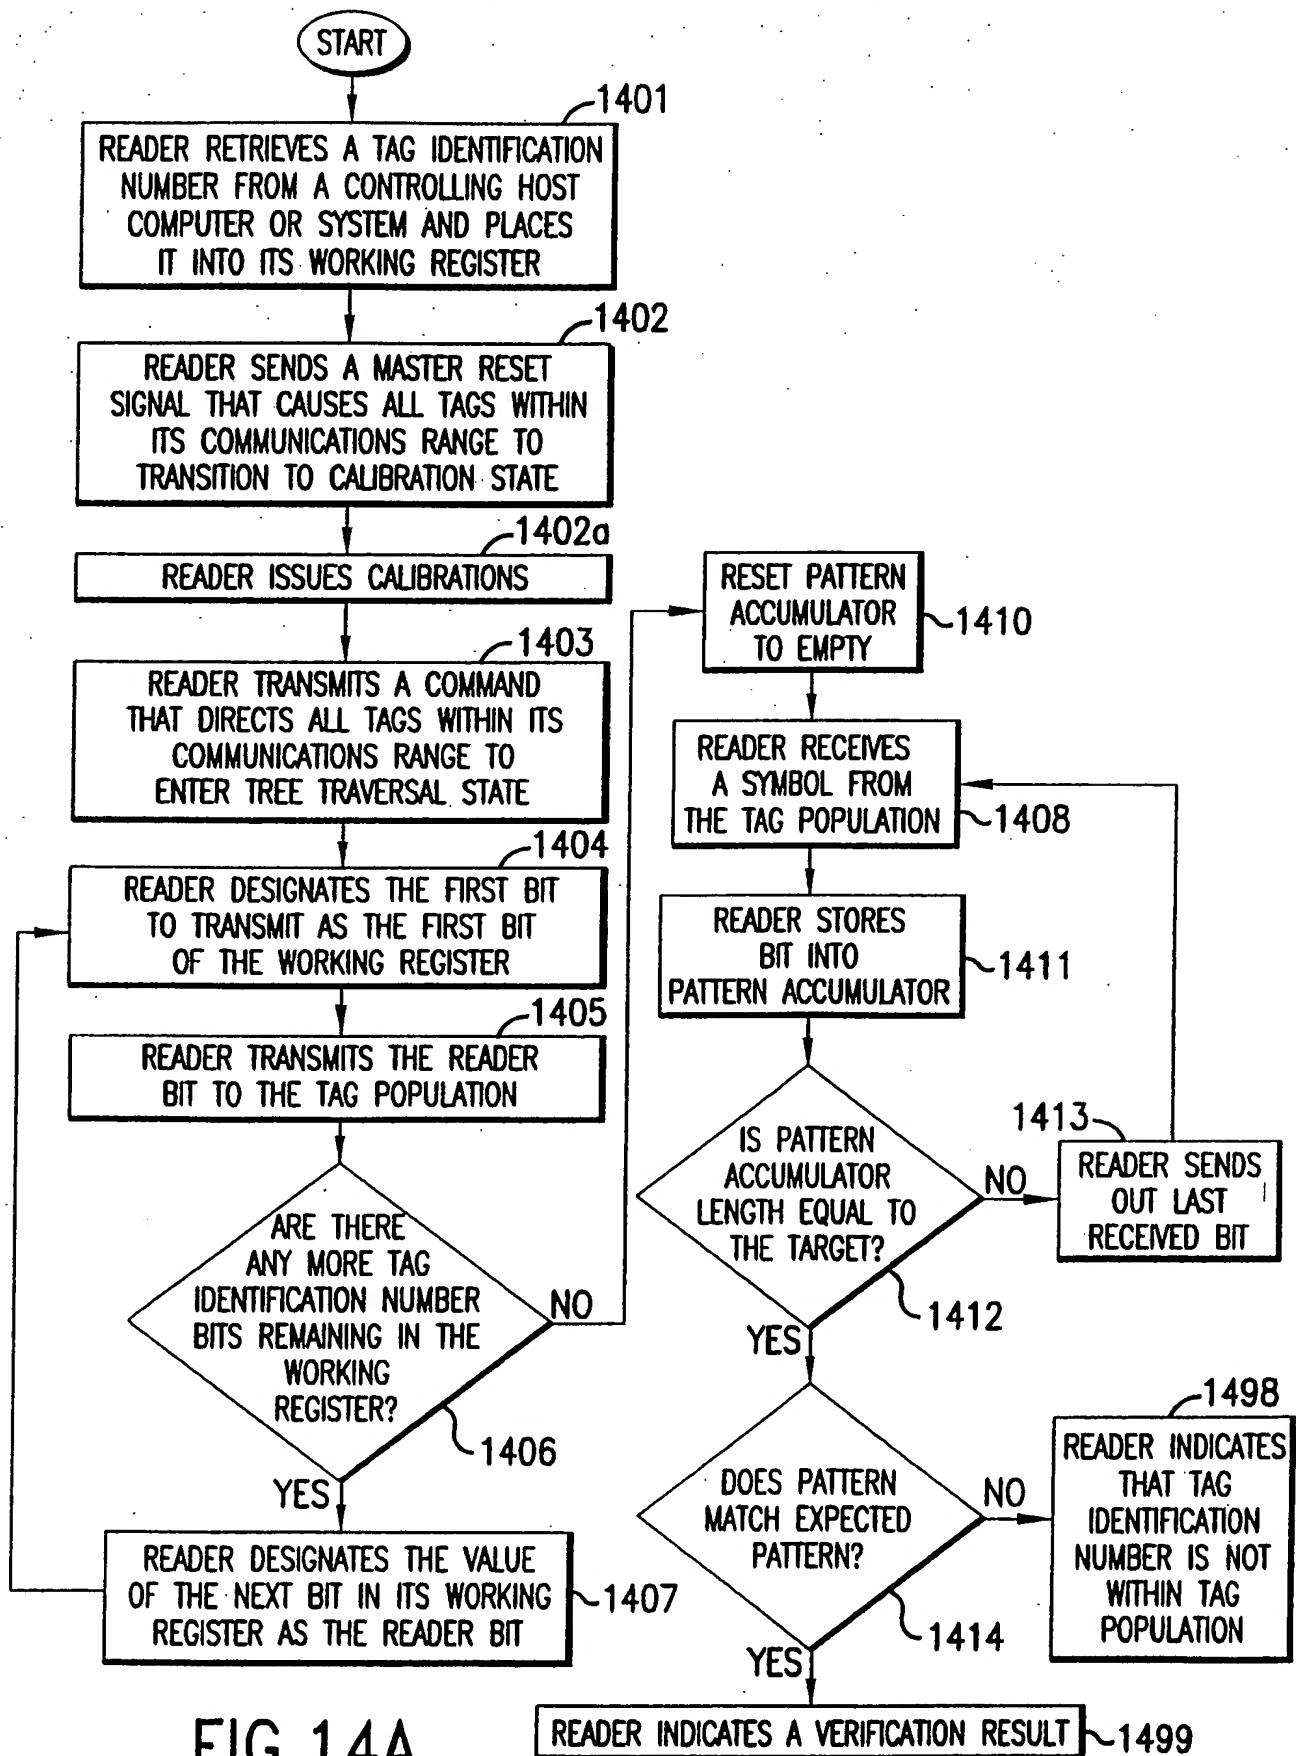 START
1401
READER RETRIEVES A TAG IDENTIFICATION
NUMBER FROM A CONTROLLING HOST
COMPUTER OR SYSTEM AND PLACES
IT INTO ITS WORKING REGISTER
1402
READER SENDS A MASTER RESET
SIGNAL THAT CAUSES ALL TAGS WITHIN
ITS COMMUNICATIONS RANGE TO
TRANSITION TO CALIBRATION STATE
1402a
READER ISSUES CALIBRATIONS
1403
READER TRANSMITS A COMMAND
THAT DIRECTS ALL TAGS WITHIN ITS
COMMUNICATIONS RANGE TO
ENTER TREE TRAVERSAL STATE
1404
READER DESIGNATES THE FIRST BIT
TO TRANSMIT AS THE FIRST BIT
OF THE WORKING REGISTER
1405
READER TRANSMITS THE READER
BIT TO THE TAG POPULATION
ARE THERE
ANY MORE TAG
IDENTIFICATION NUMBER
BITS REMAINING IN THE
WORKING
REGISTER?
NO
1406
YES
READER DESIGNATES THE VALUE
OF THE NEXT BIT IN ITS WORKING
REGISTER AS THE READER BIT
1407
RESET PATTERN
ACCUMULATOR
TO EMPTY
1410
READER RECEIVES
A SYMBOL FROM
THE TAG POPULATION
1408
READER STORES
BIT INTO
PATTERN ACCUMULATOR
1411
IS PATTERN
ACCUMULATOR
LENGTH EQUAL TO
THE TARGET?
NO
1412
1413
READER SENDS
OUT LAST
RECEIVED BIT
YES
DOES PATTERN
MATCH EXPECTED
PATTERN?
NO
1414
1498
READER INDICATES
THAT TAG
IDENTIFICATION
NUMBER IS NOT
WITHIN TAG
POPULATION
YES
READER INDICATES A VERIFICATION RESULT
1499
FIG.14A